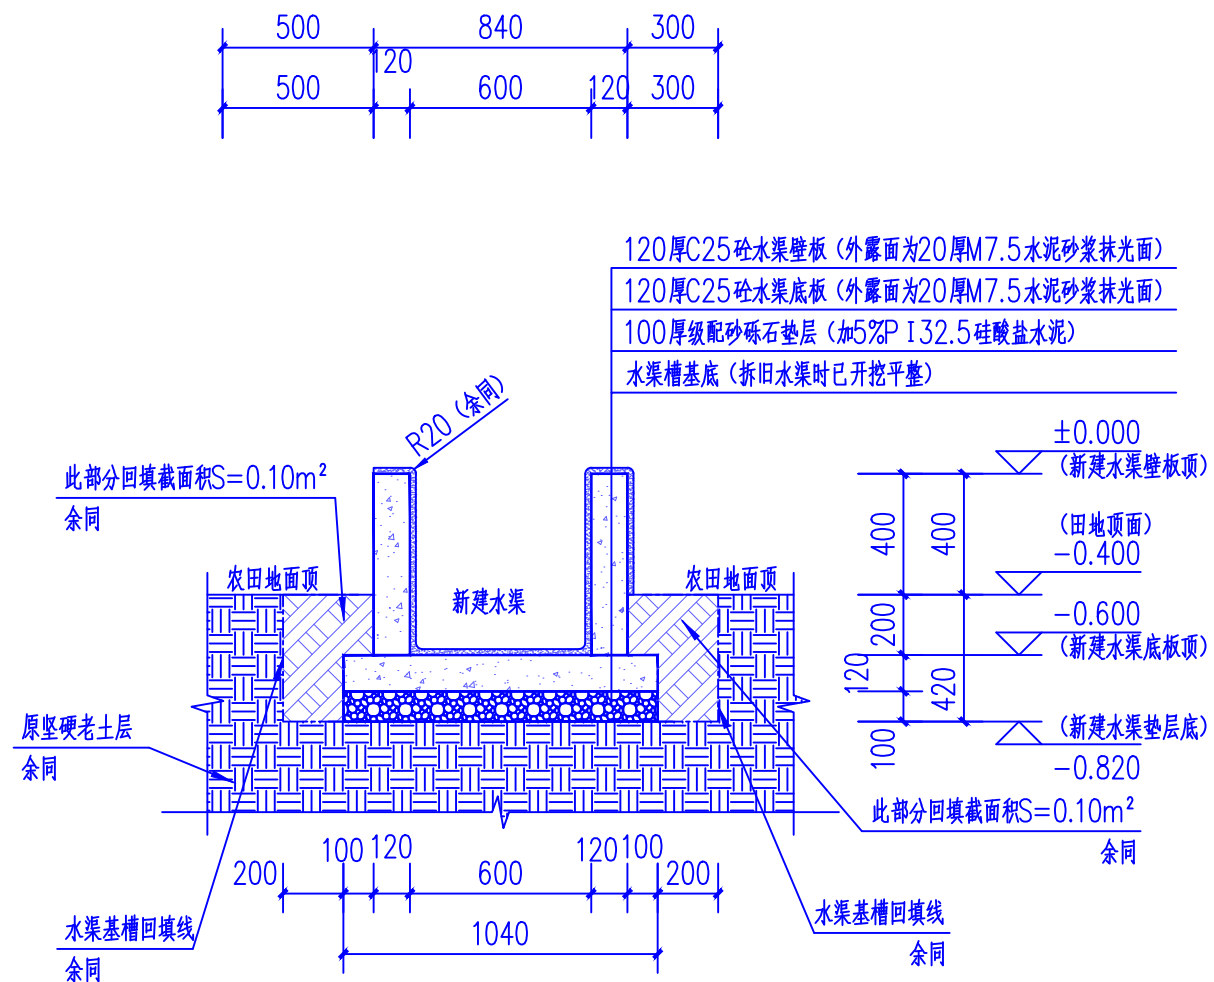 500 840 300
120
500 600 120 300
120厚C25砼水渠壁板（外露面为20厚M7.5水泥砂浆抹光面）
120厚C25砼水渠底板（外露面为20厚M7.5水泥砂浆抹光面）
100厚级配砂砾石垫层（加5%P I 32.5硅酸盐水泥）
水渠槽基底（拆旧水渠时已开挖平整）
R20（余同）
±0.000
（新建水渠壁板顶）
此部分回填截面积S=0.10m²
余同
400 400
（田地顶面）
-0.400
农田地面顶
新建水渠
农田地面顶
200
-0.600
（新建水渠底板顶）
120 420
原坚硬老土层
余同
100
（新建水渠垫层底）
-0.820
此部分回填截面积S=0.10m²
余同
100 120 120 100
200 600 200
水渠基槽回填线
余同
1040
水渠基槽回填线
余同